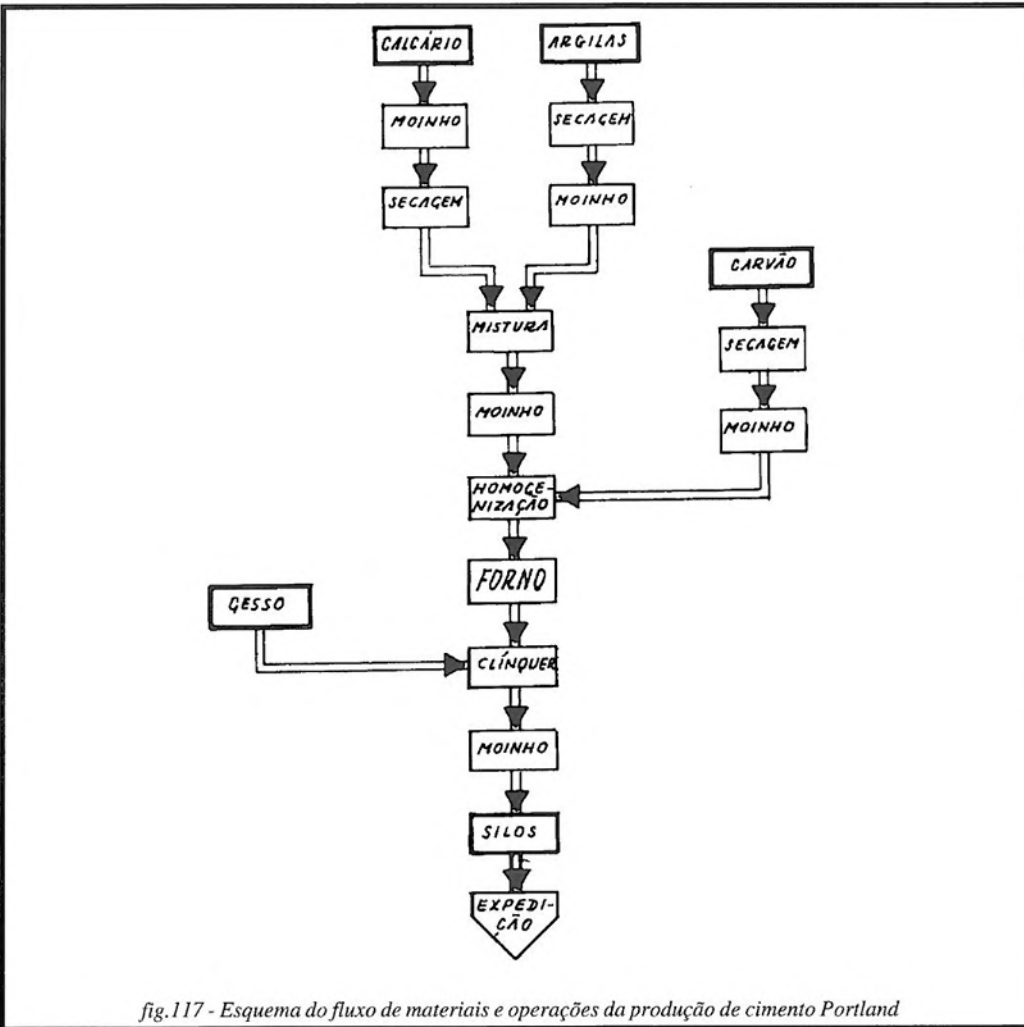 CALCÁRIO
ARGILAS
MOINHO
SECAGEM
SECAGEM
MOINHO
CARVÃO
MISTURA
SECAGEM
MOINHO
MOINHO
HOMOGE-
NIZAÇÃO
FORNO
GESSO
CLÍNQUER
MOINHO
SILOS
EXPEDI-
ÇÃO
fig.117 - Esquema do fluxo de materiais e operações da produção de cimento Portland